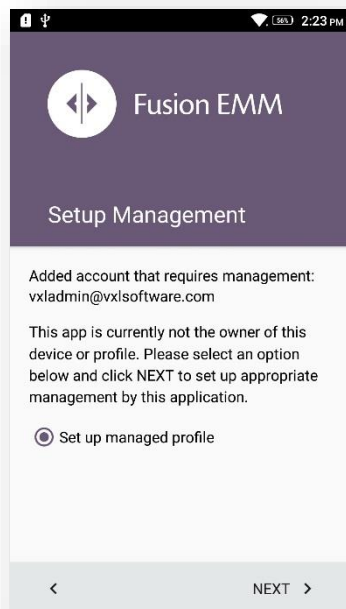 56% 2:23 PM
Fusion EMM
Setup Management
Added account that requires management:
vxladmin@vxlsoftware.com
This app is currently not the owner of this
device or profile. Please select an option
below and click NEXT to set up appropriate
management by this application.
Set up managed profile
NEXT